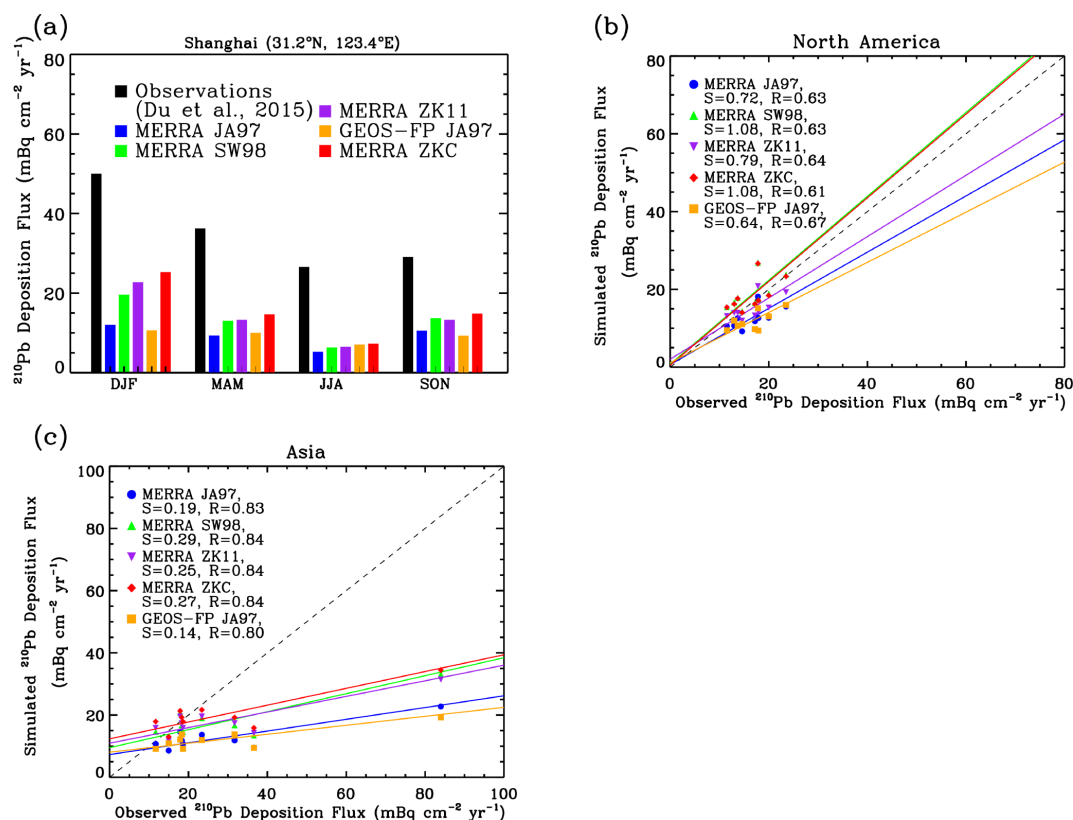 (a)
Shanghai (31.2°N, 123.4°E)
²¹⁰Pb Deposition Flux (mBq cm⁻² yr⁻¹)
80
60
40
20
0
Observations
(Du et al., 2015)
MERRA JA97
MERRA SW98
MERRA ZK11
GEOS-FP JA97
MERRA ZKC
DJF MAM JJA SON
(b)
North America
Simulated ²¹⁰Pb Deposition Flux
(mBq cm⁻² yr⁻¹)
80
60
40
20
0
MERRA JA97,
S=0.72, R=0.63
MERRA SW98,
S=1.08, R=0.63
MERRA ZK11,
S=0.79, R=0.64
MERRA ZKC,
S=1.08, R=0.61
GEOS-FP JA97,
S=0.64, R=0.67
0 20 40 60 80
Observed ²¹⁰Pb Deposition Flux (mBq cm⁻² yr⁻¹)
(c)
Asia
Simulated ²¹⁰Pb Deposition Flux
(mBq cm⁻² yr⁻¹)
100
80
60
40
20
0
MERRA JA97,
S=0.19, R=0.83
MERRA SW98,
S=0.29, R=0.84
MERRA ZK11,
S=0.25, R=0.84
MERRA ZKC,
S=0.27, R=0.84
GEOS-FP JA97,
S=0.14, R=0.80
0 20 40 60 80 100
Observed ²¹⁰Pb Deposition Flux (mBq cm⁻² yr⁻¹)